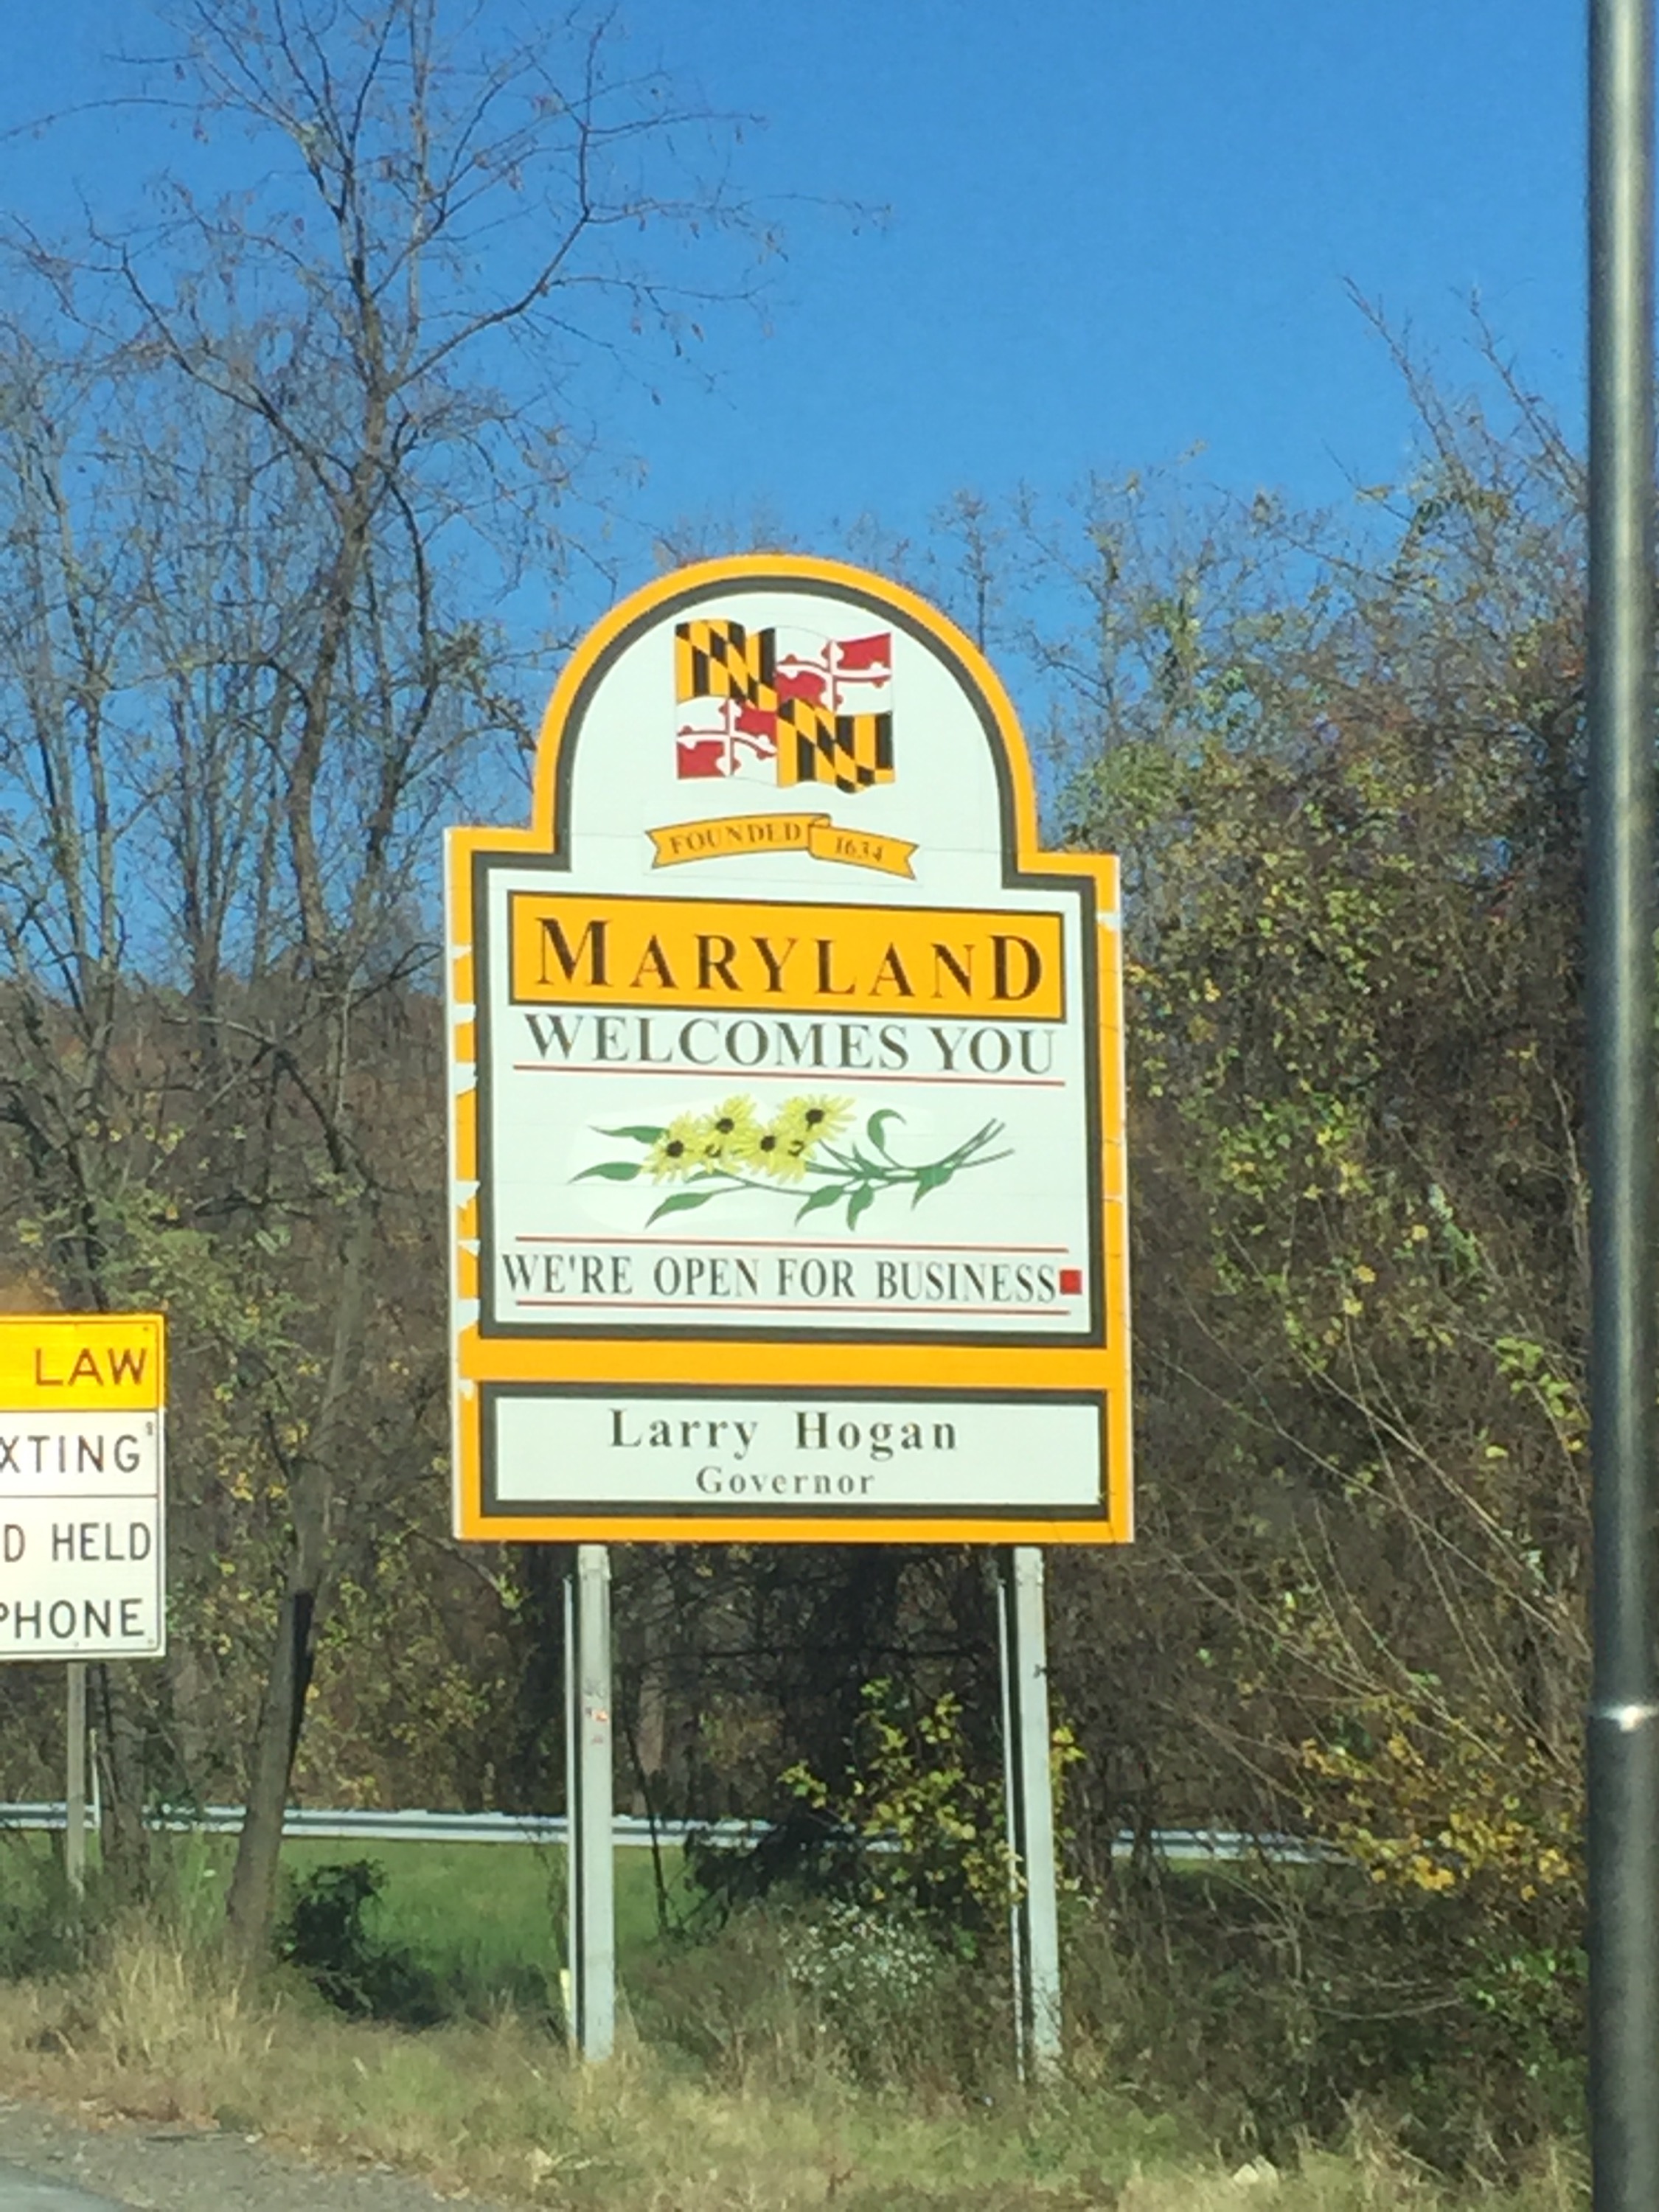 FOUNDED 1634
MARYLAND
WELCOMES YOU
WE'RE OPEN FOR BUSINESS
Larry Hogan
Governor
LAW
XTING
D HELD
PHONE